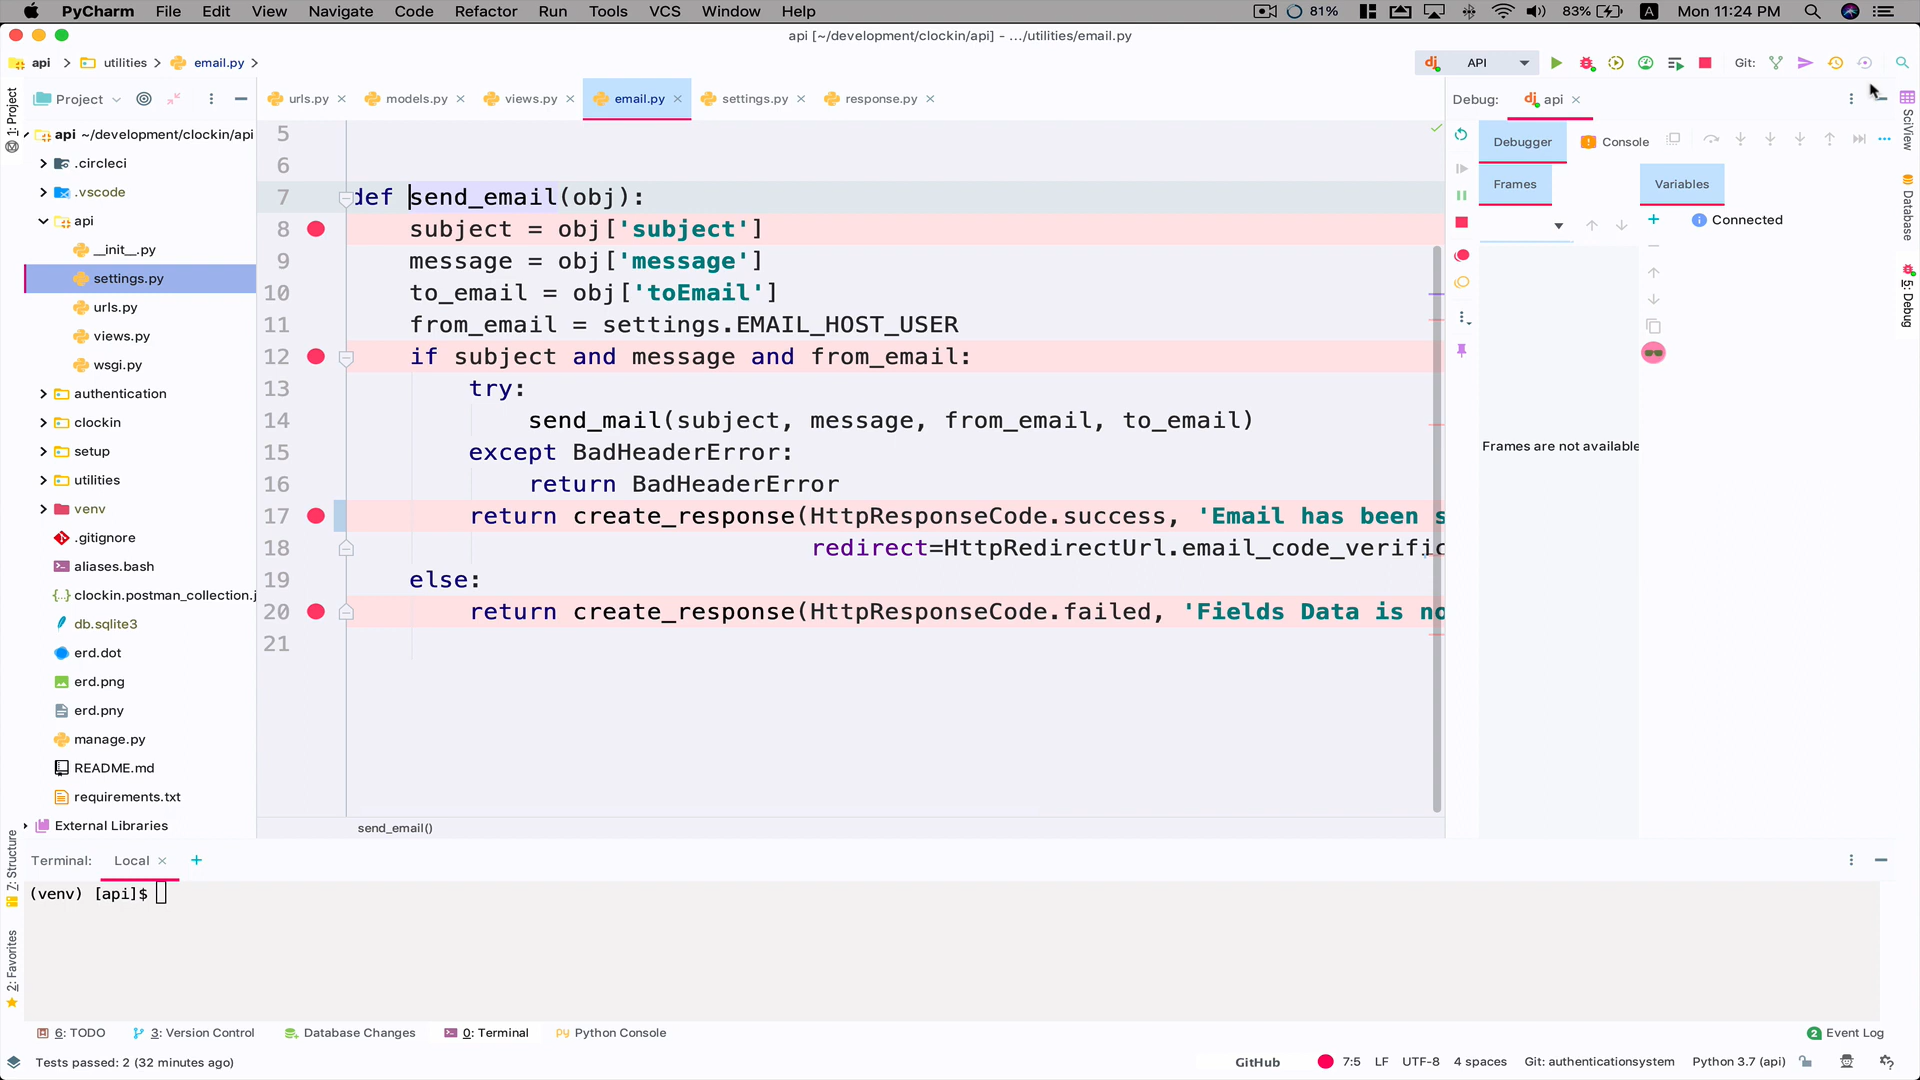 PyCharm File Edit View Navigate Code Refactor Run Tools VCS Window Help 81% 83% A Mon 11:24 PM
api [~/development/clockin/api] - .../utilities/email.py
api utilities email.py dj API Git:
1: Project
Project
urls.py models.py views.py email.py settings.py response.py
Debug: dj api
SciView
Database
5: Debug
api ~/development/clockin/api
.circleci
.vscode
api
__init__.py
settings.py
urls.py
views.py
wsgi.py
authentication
clockin
setup
utilities
venv
.gitignore
aliases.bash
clockin.postman_collection.j
db.sqlite3
erd.dot
erd.png
erd.pny
manage.py
README.md
requirements.txt
External Libraries
5
6
7 def send_email(obj):
8 subject = obj['subject']
9 message = obj['message']
10 to_email = obj['toEmail']
11 from_email = settings.EMAIL_HOST_USER
12 if subject and message and from_email:
13 try:
14 send_mail(subject, message, from_email, to_email)
15 except BadHeaderError:
16 return BadHeaderError
17 return create_response(HttpResponseCode.success, 'Email has been s
18 redirect=HttpRedirectUrl.email_code_verific
19 else:
20 return create_response(HttpResponseCode.failed, 'Fields Data is no
21
send_email()
Debugger Console
Frames Variables
Connected
Frames are not available
7: Structure
2: Favorites
Terminal: Local
(venv) [api]$
6: TODO 3: Version Control Database Changes 0: Terminal Python Console 2 Event Log
Tests passed: 2 (32 minutes ago) GitHub 7:5 LF UTF-8 4 spaces Git: authenticationsystem Python 3.7 (api)